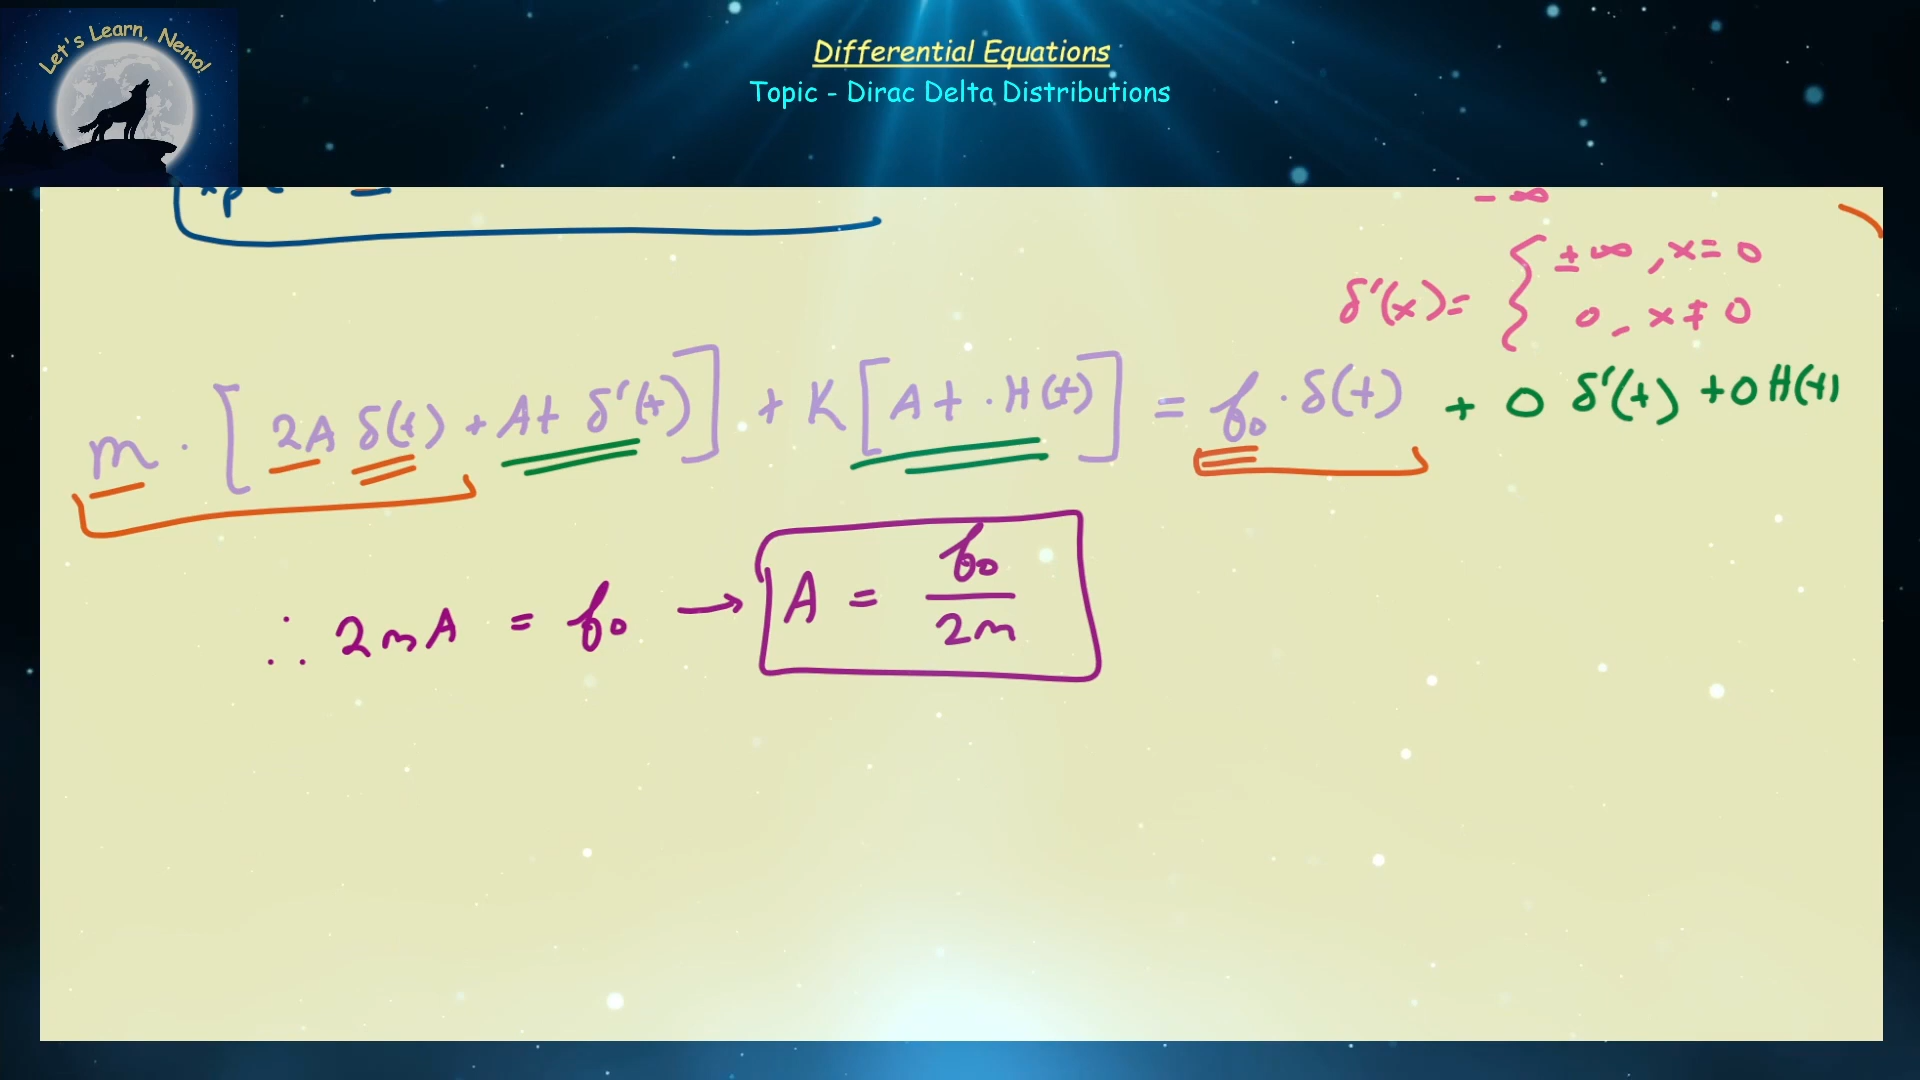 Let's Learn, Nemo!
Differential Equations
Topic - Dirac Delta Distributions
- ∞
δ'(x) = { ± ∞ , x = 0
0 , x ≠ 0
m · [ 2A δ(t) + At δ'(t) ] + K [ At · H(t) ] = f₀ · δ(t) + 0 δ'(t) + 0 H(t)
∴ 2mA = f₀ → A = f₀ / 2m